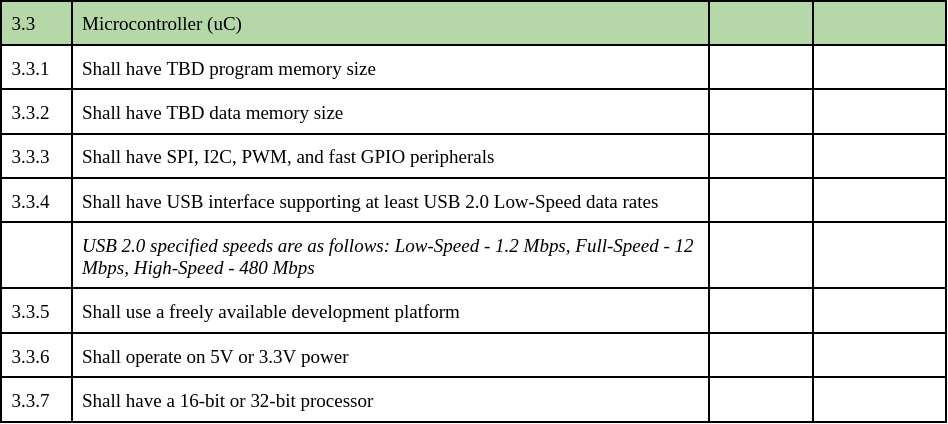 3.3 Microcontroller (uC)
3.3.1 Shall have TBD program memory size
3.3.2 Shall have TBD data memory size
3.3.3 Shall have SPI, I2C, PWM, and fast GPIO peripherals
3.3.4 Shall have USB interface supporting at least USB 2.0 Low-Speed data rates
USB 2.0 specified speeds are as follows: Low-Speed - 1.2 Mbps, Full-Speed - 12
Mbps, High-Speed - 480 Mbps
3.3.5 Shall use a freely available development platform
3.3.6 Shall operate on 5V or 3.3V power
3.3.7 Shall have a 16-bit or 32-bit processor